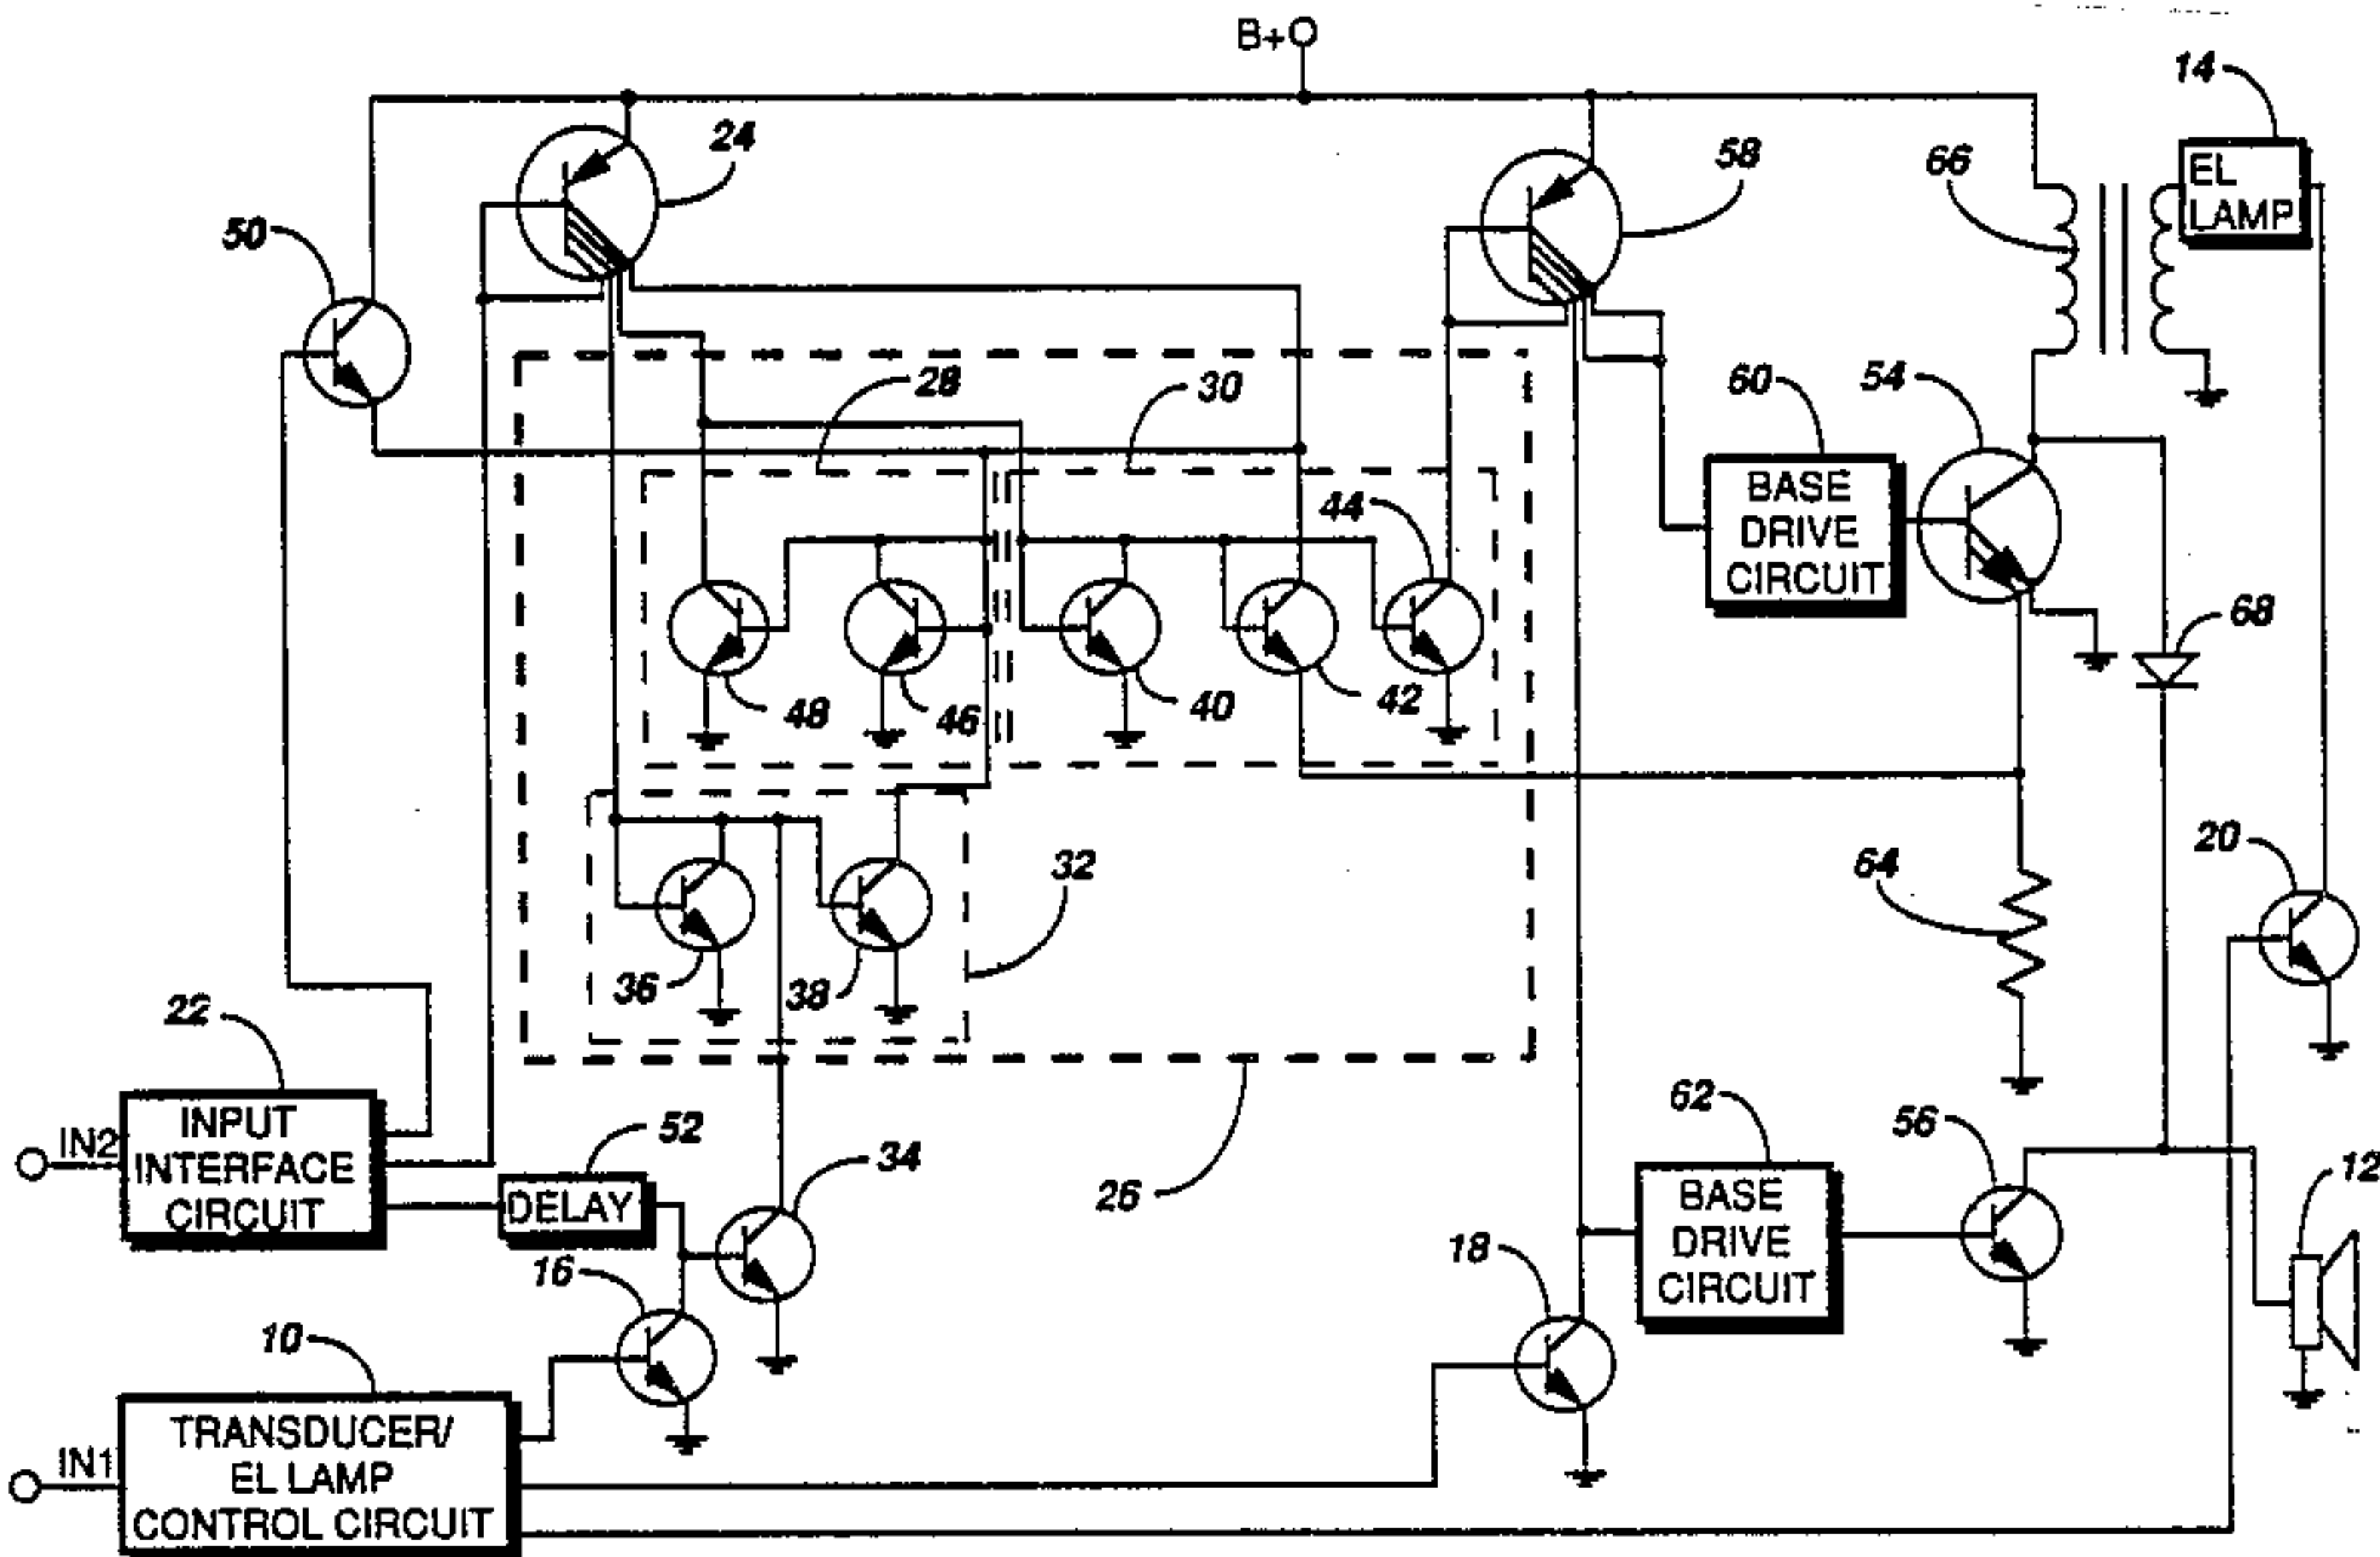 B+
14
24
58
66
EL
LAMP
50
28
30
60
54
44
BASE
DRIVE
CIRCUIT
68
48
46
40
42
20
32
64
36
38
22
62
56
IN2
INPUT
INTERFACE
CIRCUIT
52
34
26
12
DELAY
BASE
DRIVE
CIRCUIT
16
18
10
IN1
TRANSDUCER/
EL LAMP
CONTROL CIRCUIT